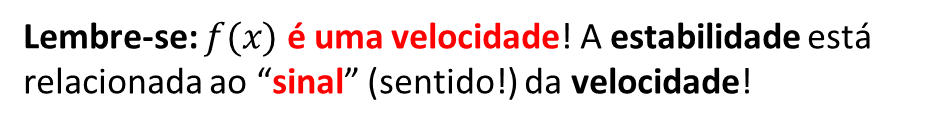 Lembre-se: f(x) é uma velocidade! A estabilidade está
relacionada ao “sinal” (sentido!) da velocidade!